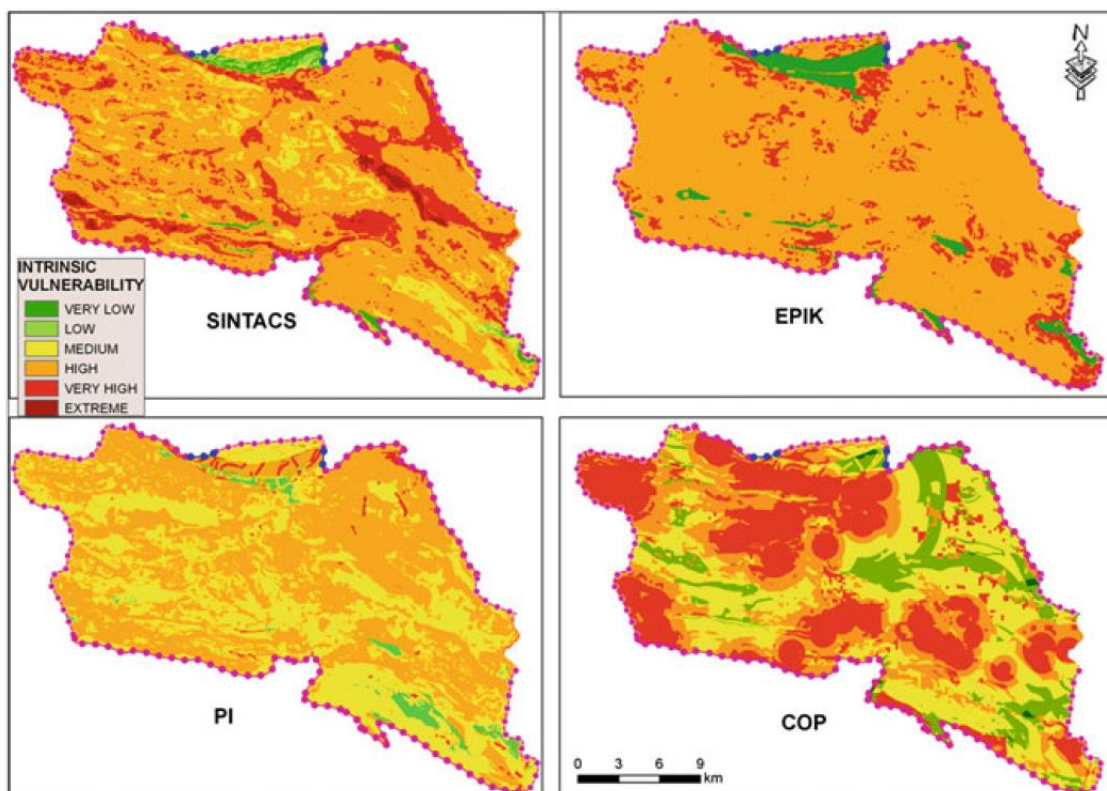 N
SINTACS
EPIK
INTRINSIC
VULNERABILITY
VERY LOW
LOW
MEDIUM
HIGH
VERY HIGH
EXTREME
PI
COP
0 3 6 9
km